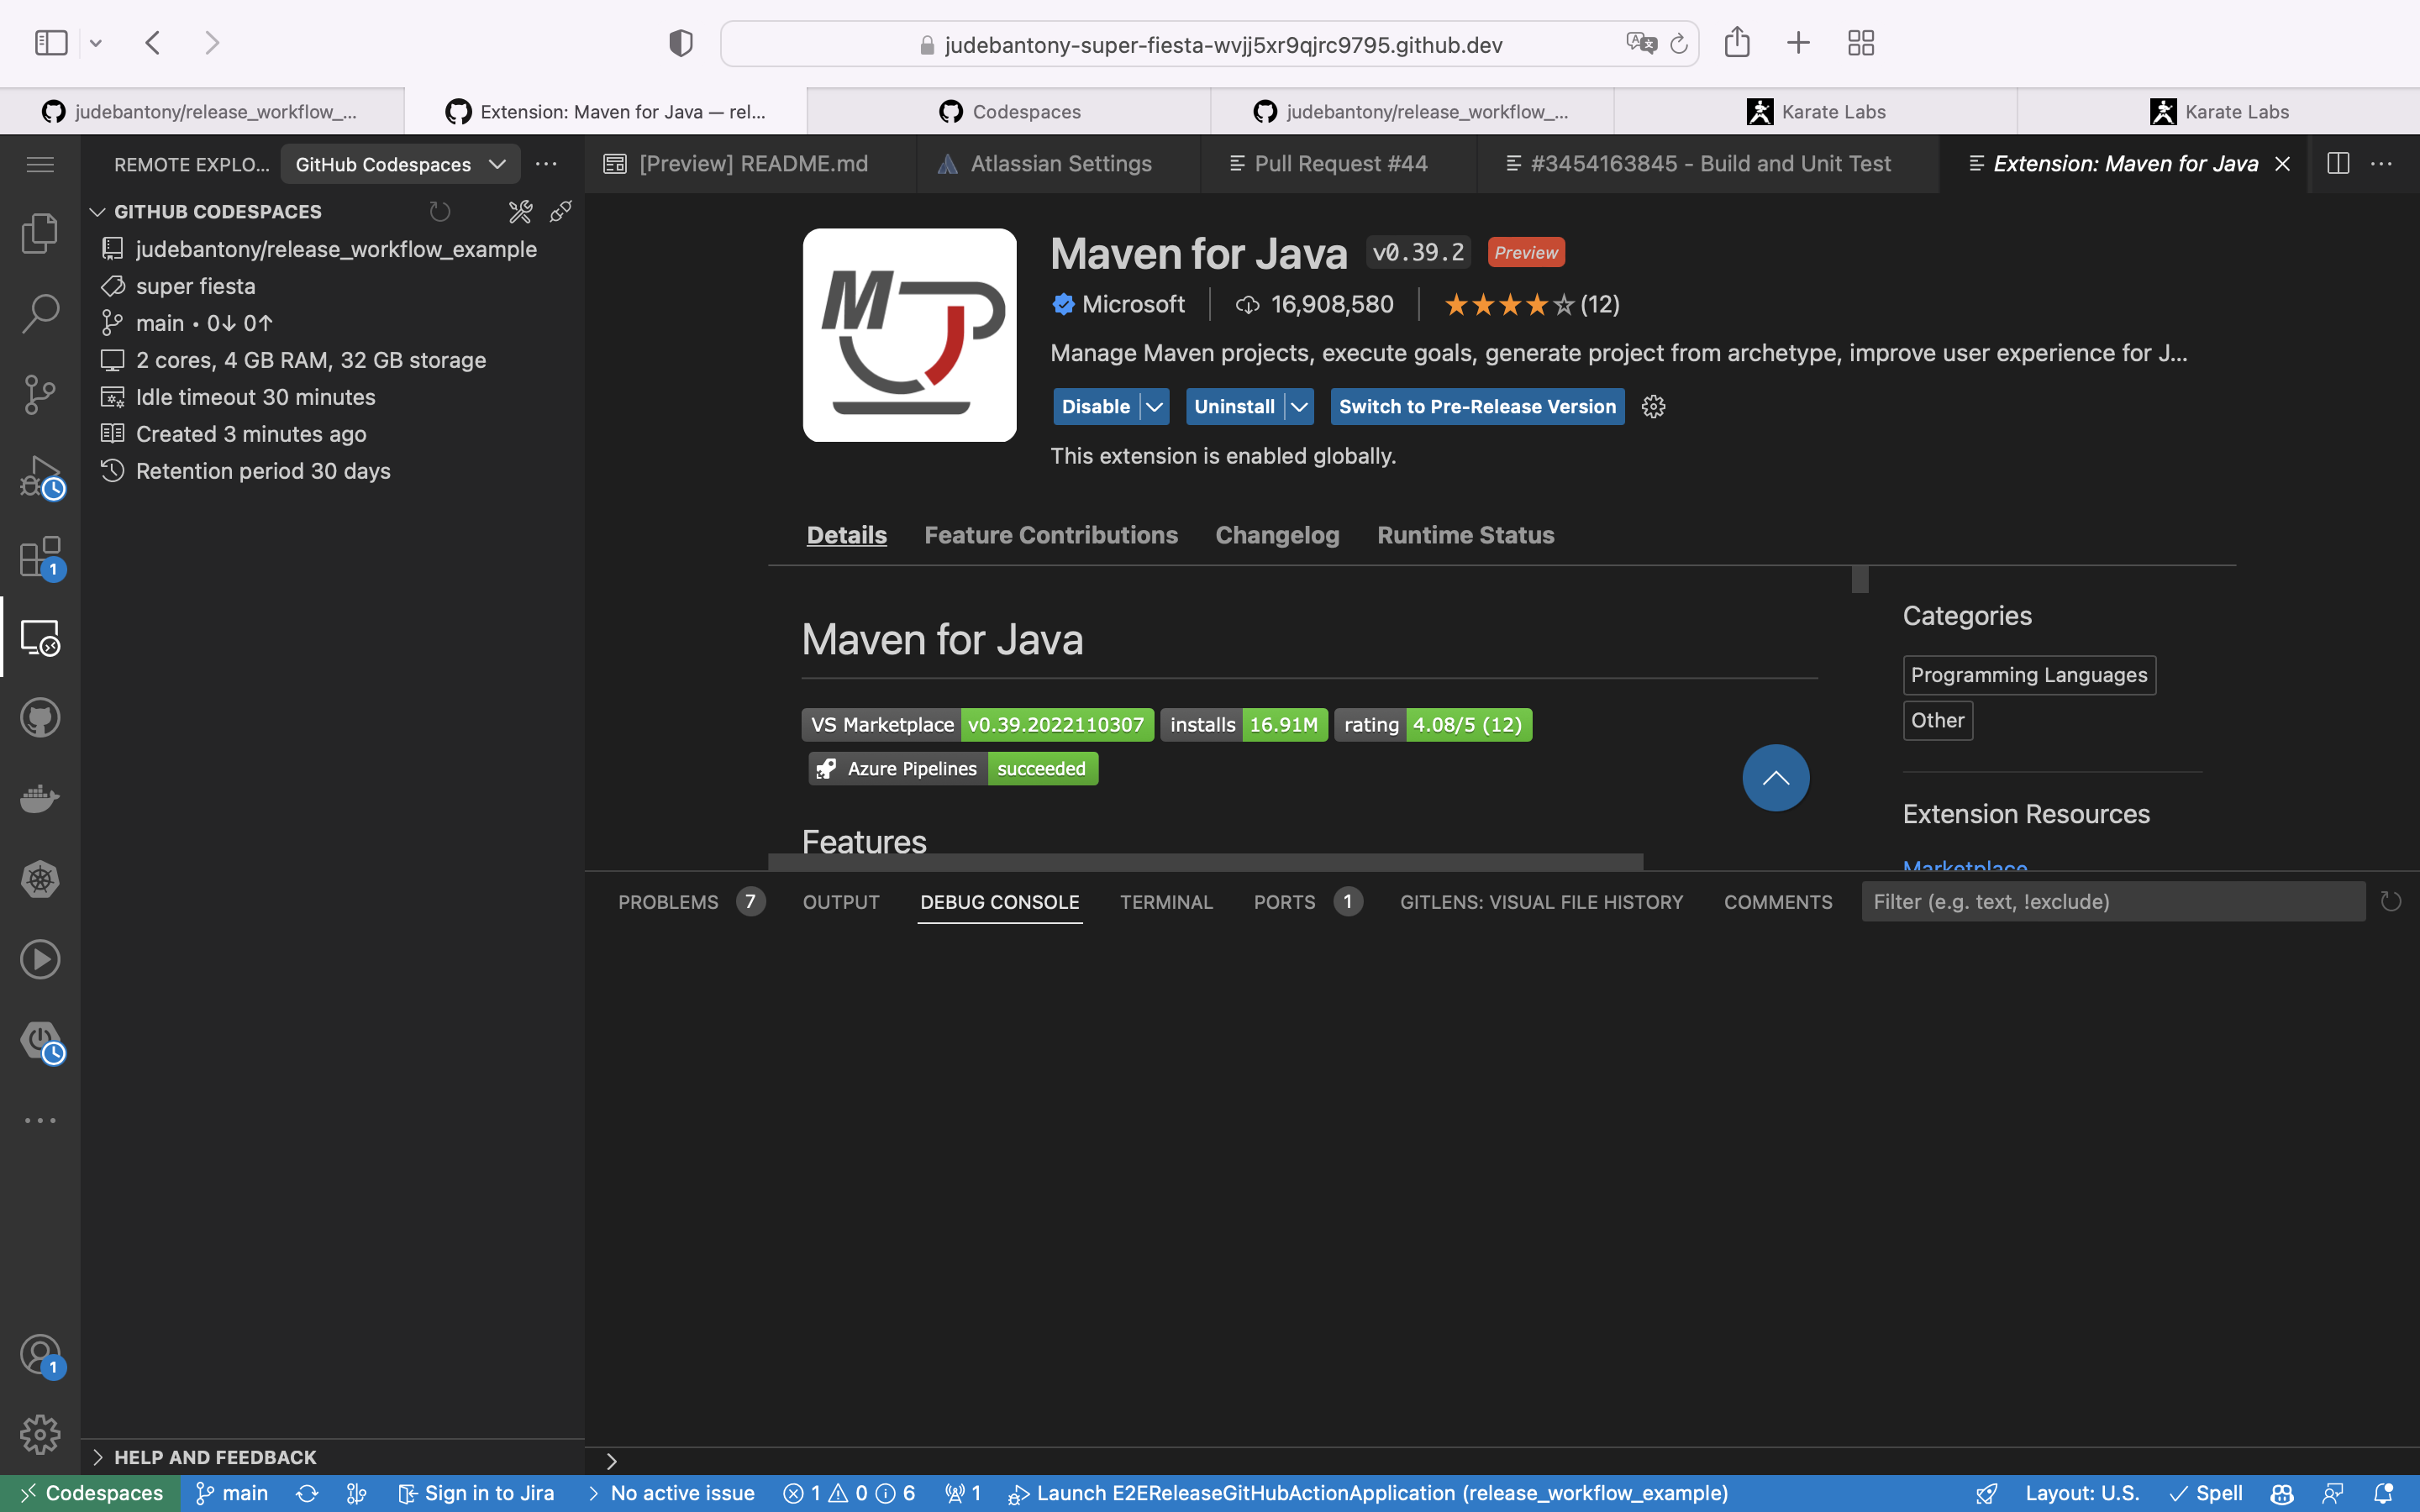 judebantony-super-fiesta-wvjj5xr9qjrc9795.github.dev
judebantony/release_workflow_...
Extension: Maven for Java — rel...
Codespaces
judebantony/release_workflow_...
Karate Labs
Karate Labs
REMOTE EXPLO...
GitHub Codespaces
[Preview] README.md
Atlassian Settings
Pull Request #44
#3454163845 - Build and Unit Test
Extension: Maven for Java
GITHUB CODESPACES
judebantony/release_workflow_example
super fiesta
main • 0↓ 0↑
2 cores, 4 GB RAM, 32 GB storage
Idle timeout 30 minutes
Created 3 minutes ago
Retention period 30 days
1
1
HELP AND FEEDBACK
Maven for Java v0.39.2 Preview
Microsoft 16,908,580 (12)
Manage Maven projects, execute goals, generate project from archetype, improve user experience for J...
Disable Uninstall Switch to Pre-Release Version
This extension is enabled globally.
Details Feature Contributions Changelog Runtime Status
Maven for Java
VS Marketplace v0.39.2022110307 installs 16.91M rating 4.08/5 (12)
Azure Pipelines succeeded
Features
Categories
Programming Languages
Other
Extension Resources
Marketplace
PROBLEMS 7 OUTPUT DEBUG CONSOLE TERMINAL PORTS 1 GITLENS: VISUAL FILE HISTORY COMMENTS Filter (e.g. text, !exclude)
Codespaces main Sign in to Jira No active issue 1 0 6 1 Launch E2EReleaseGitHubActionApplication (release_workflow_example) Layout: U.S. Spell